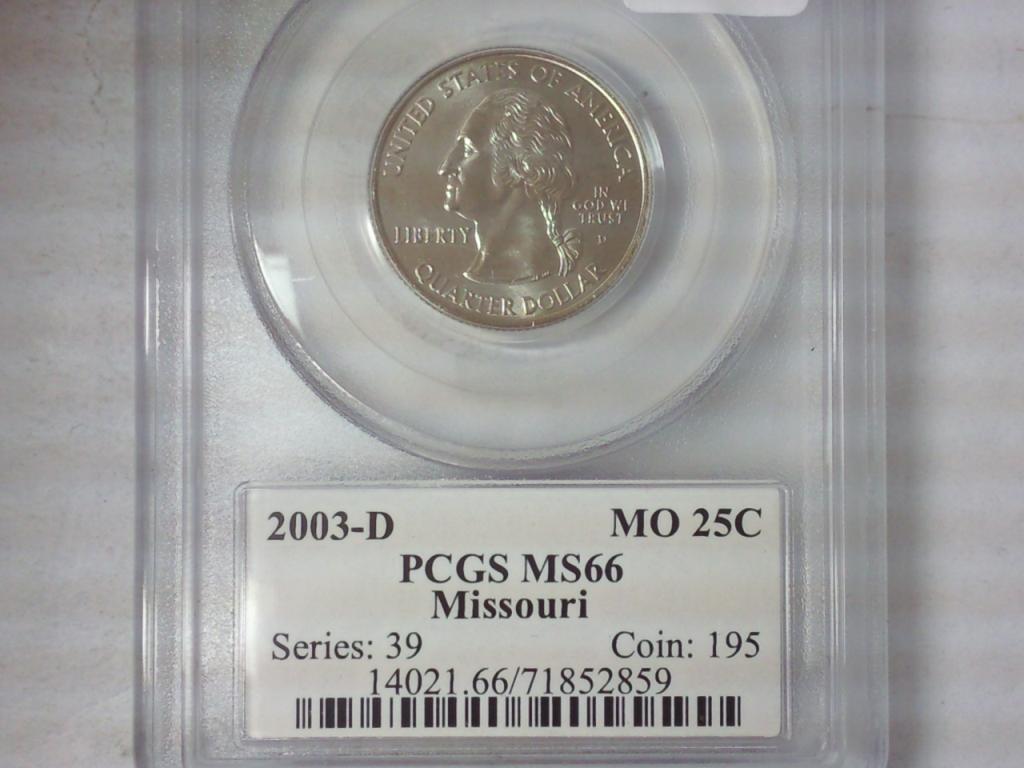 UNITED STATES OF AMERICA
IN
GOD WE
TRUST
LIBERTY
D
QUARTER DOLLAR
2003-D MO 25C
PCGS MS66
Missouri
Series: 39 Coin: 195
14021.66/71852859